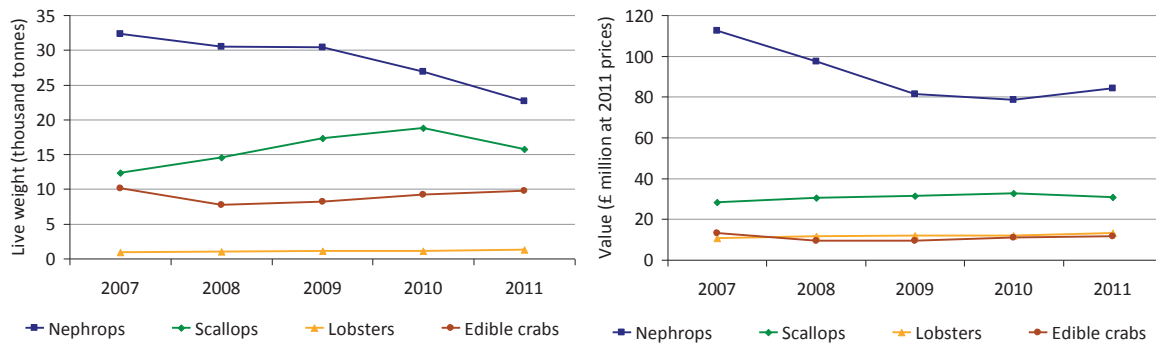 Live weight (thousand tonnes)
35
30
25
20
15
10
5
0
2007 2008 2009 2010 2011
Nephrops Scallops Lobsters Edible crabs
Value (£ million at 2011 prices)
120
100
80
60
40
20
0
2007 2008 2009 2010 2011
Nephrops Scallops Lobsters Edible crabs